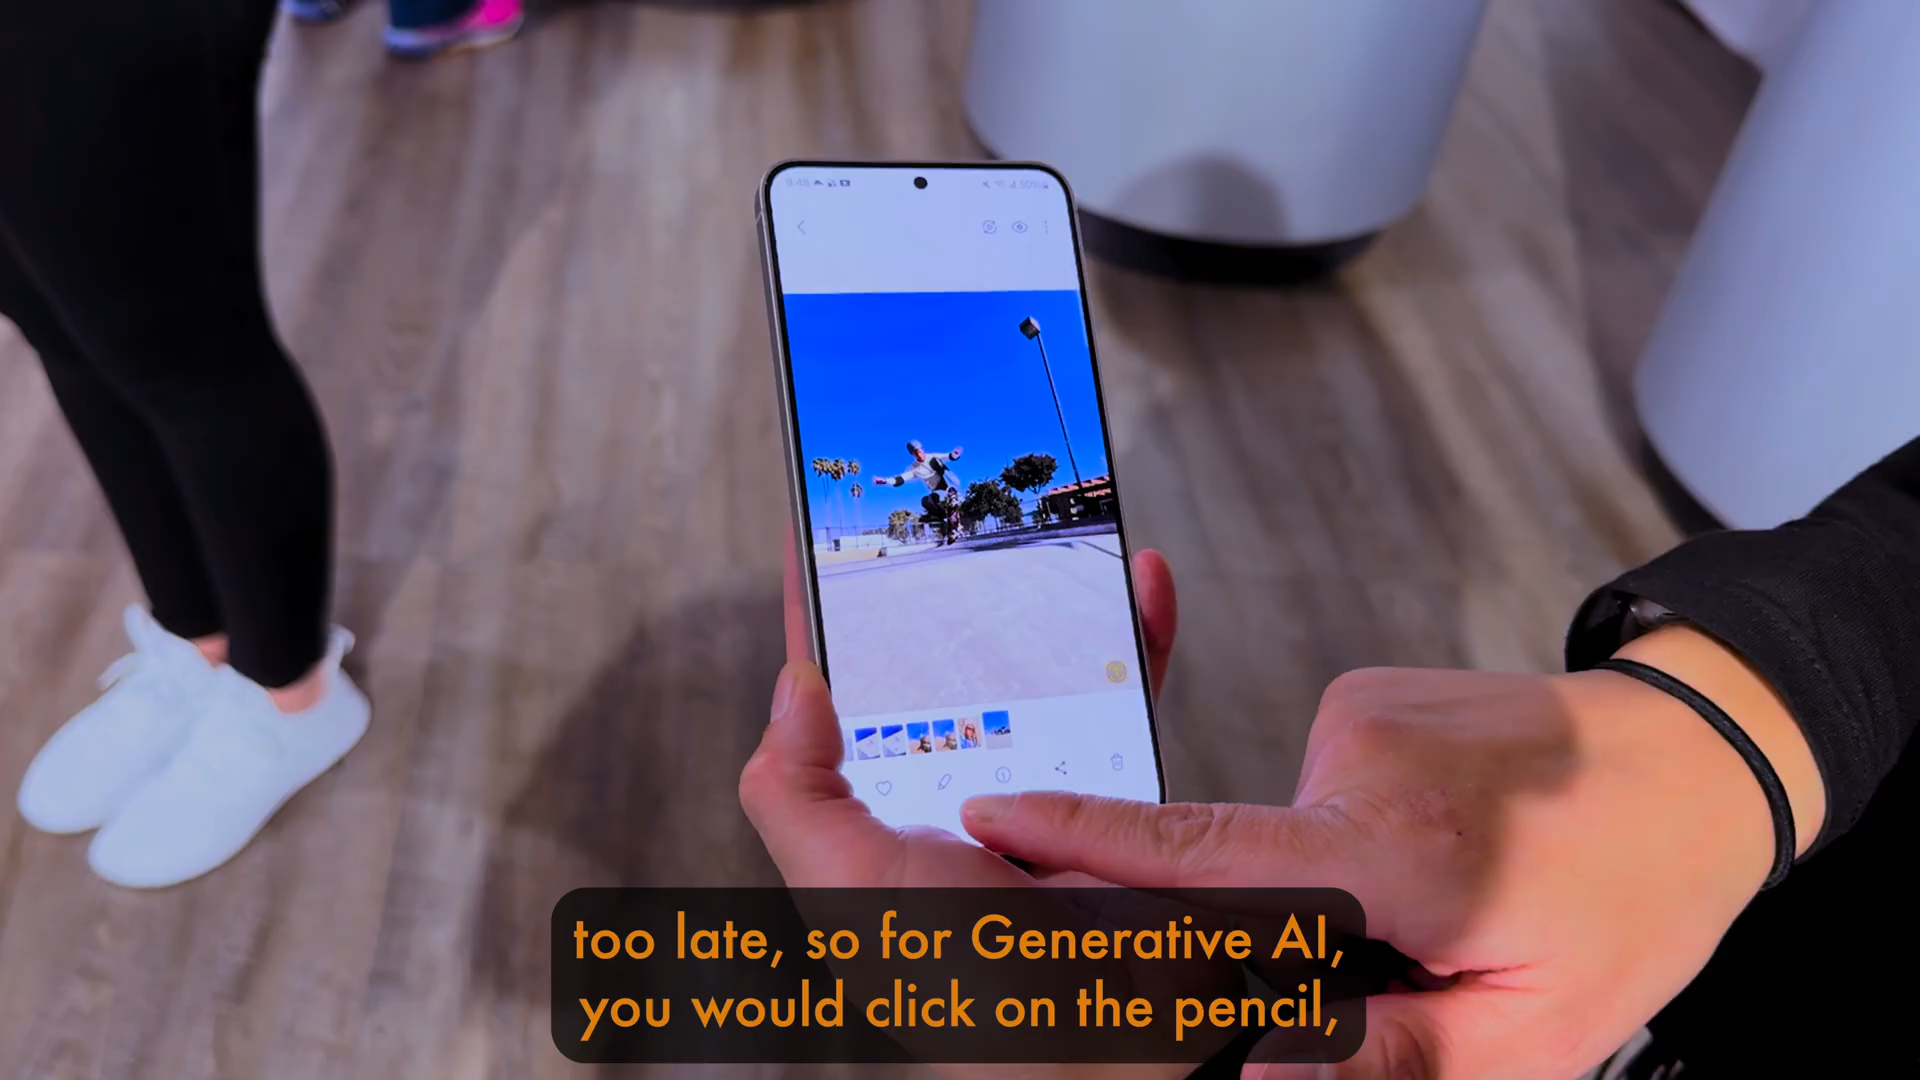 too late, so for Generative AI,
you would click on the pencil,